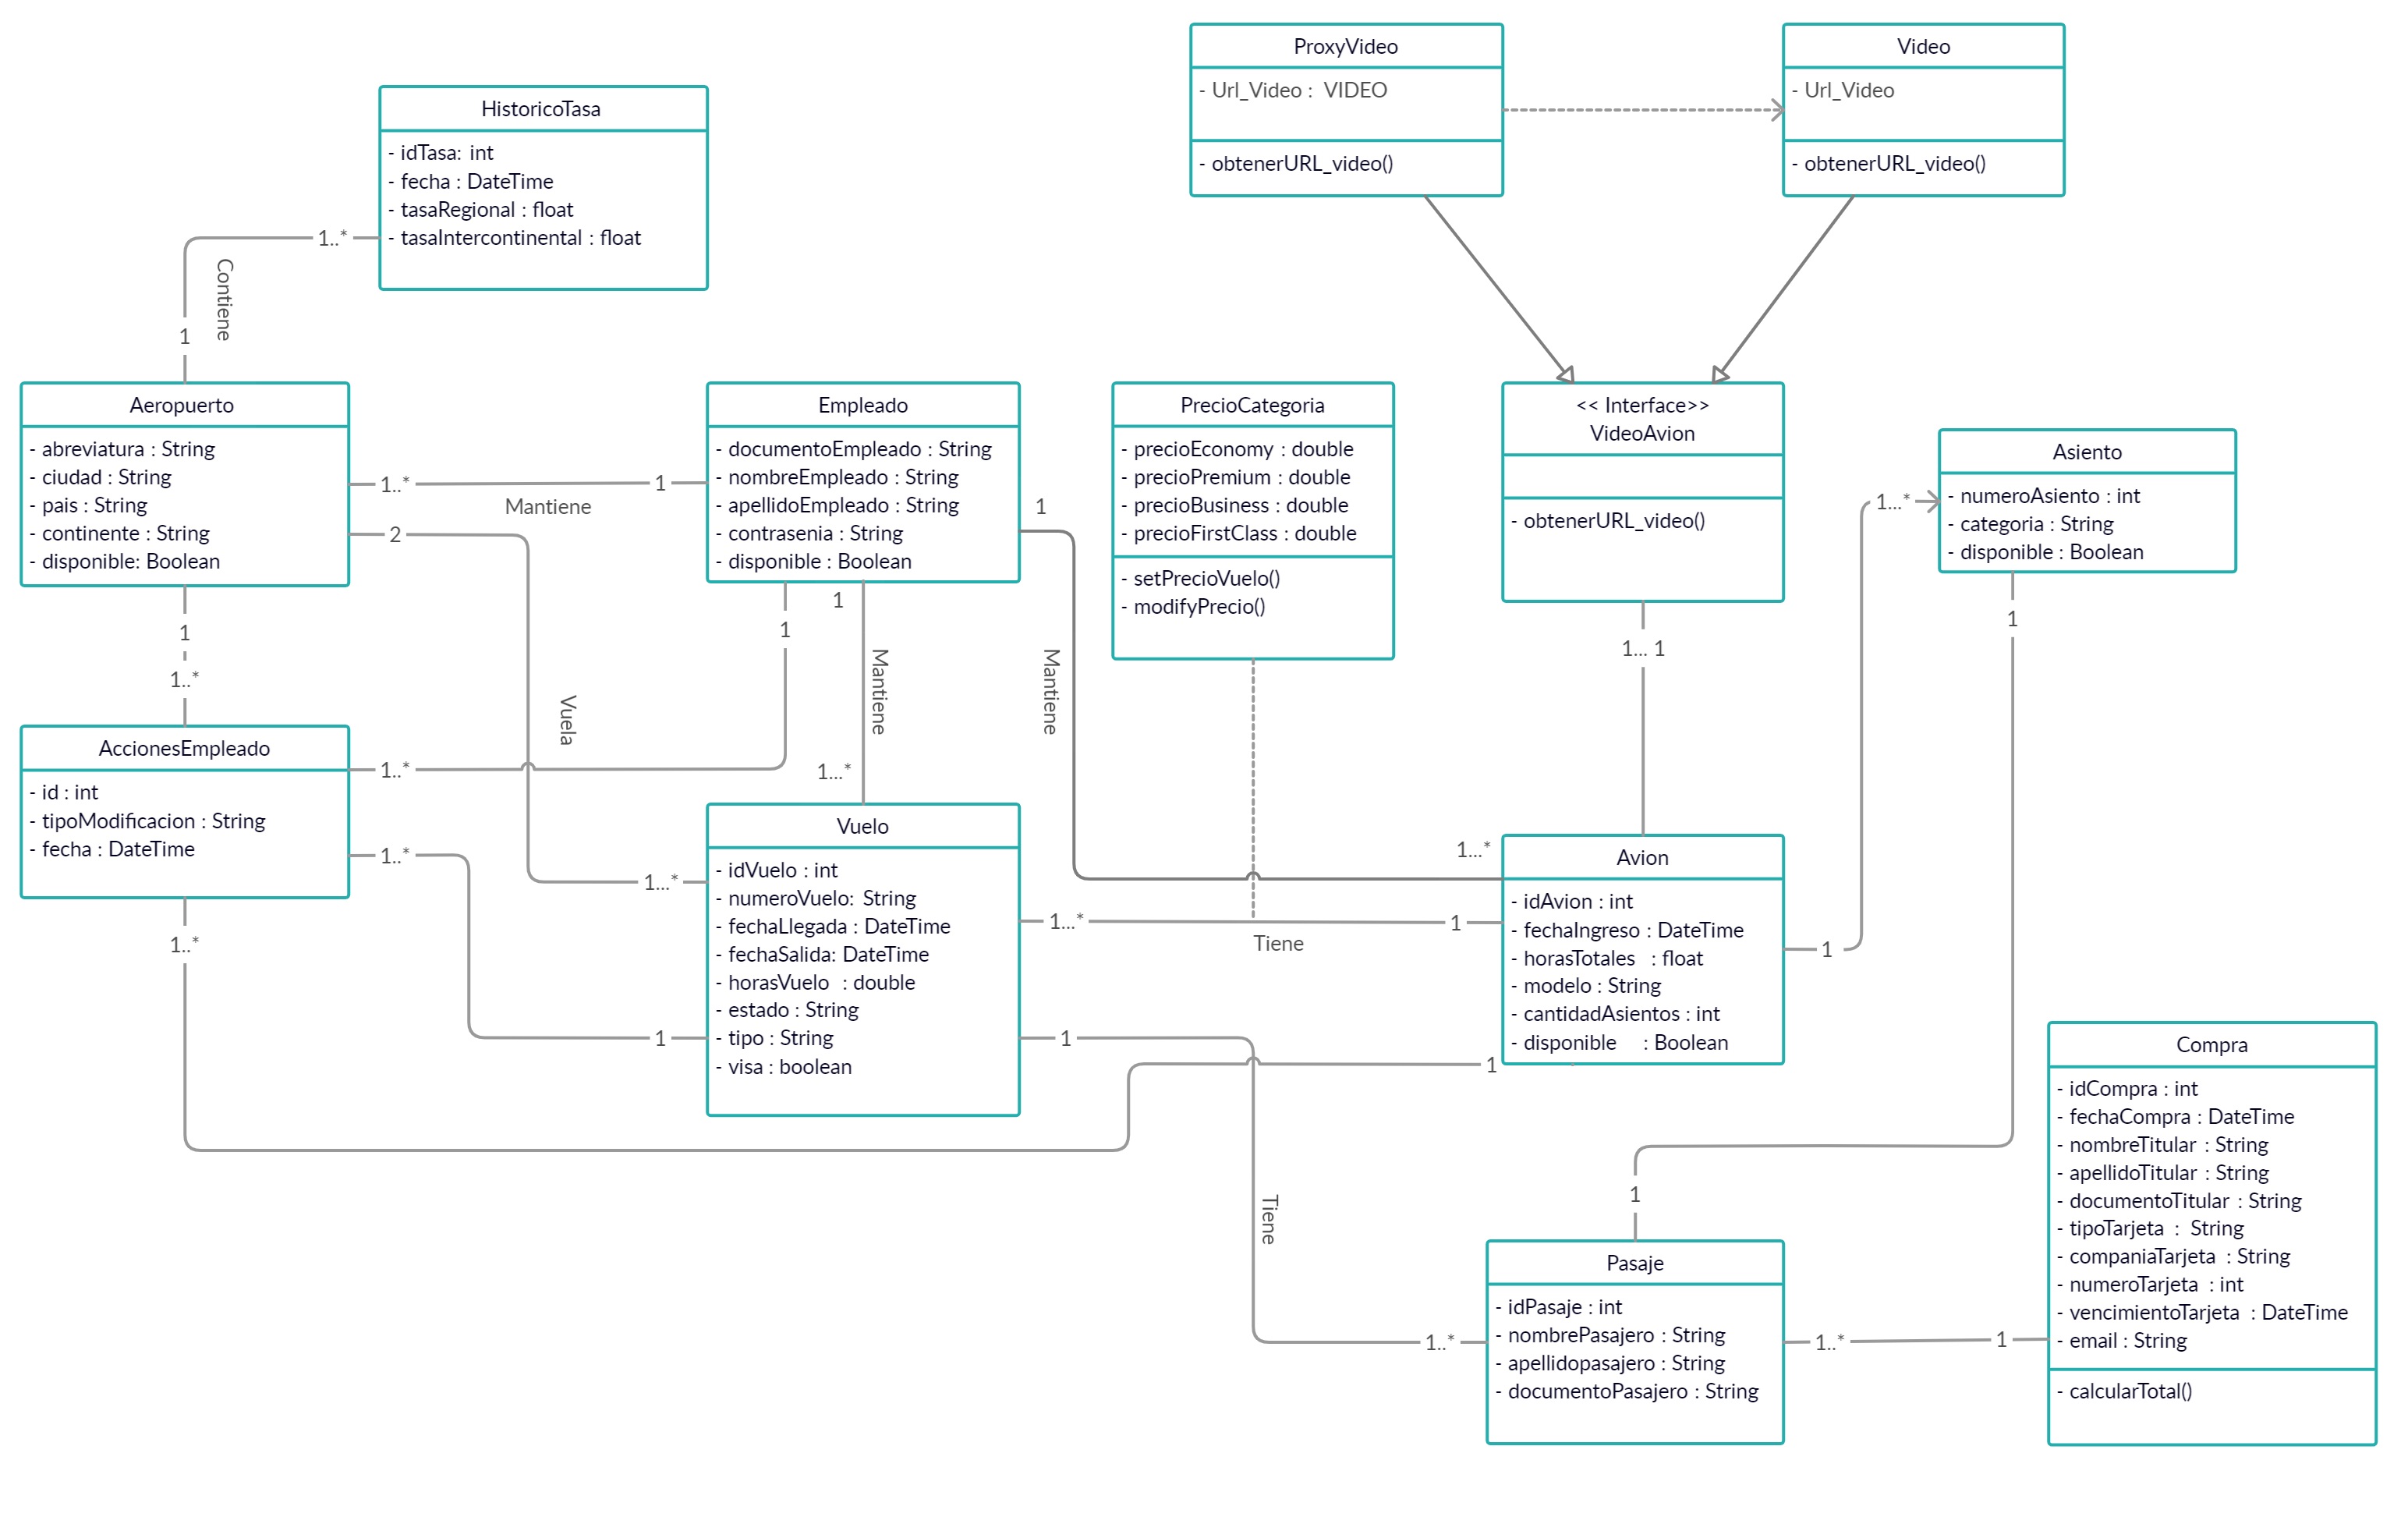 ProxyVideo
- Url_Video :  VIDEO
- obtenerURL_video()
Video
- Url_Video
- obtenerURL_video()
HistoricoTasa
- idTasa: int
- fecha : DateTime
- tasaRegional : float
- tasaIntercontinental : float
1..*
Contiene
1
Aeropuerto
- abreviatura : String
- ciudad : String
- pais : String
- continente : String
- disponible: Boolean
1..*
Mantiene
1
2
Empleado
- documentoEmpleado : String
- nombreEmpleado : String
- apellidoEmpleado : String
- contrasenia : String
- disponible : Boolean
1
PrecioCategoria
- precioEconomy : double
- precioPremium : double
- precioBusiness : double
- precioFirstClass : double
- setPrecioVuelo()
- modifyPrecio()
<< Interface>>
VideoAvion
- obtenerURL_video()
Asiento
- numeroAsiento : int
- categoria : String
- disponible : Boolean
1...*
1
1..*
1
1
Mantiene
1...*
Mantiene
1... 1
1
Vuela
AccionesEmpleado
- id : int
- tipoModificacion : String
- fecha : DateTime
1..*
1..*
1..*
1...*
1
Vuelo
- idVuelo : int
- numeroVuelo:  String
- fechaLlegada : DateTime
- fechaSalida: DateTime
- horasVuelo  : double
- estado : String
- tipo : String
- visa : boolean
1...*
Tiene
1
1...*
Avion
- idAvion : int
- fechaIngreso : DateTime
- horasTotales  : float
- modelo : String
- cantidadAsientos : int
- disponible    : Boolean
1
1
1
Tiene
1..*
1
Pasaje
- idPasaje : int
- nombrePasajero : String
- apellidopasajero : String
- documentoPasajero : String
1..*
1
Compra
- idCompra : int
- fechaCompra : DateTime
- nombreTitular : String
- apellidoTitular : String
- documentoTitular : String
- tipoTarjeta  :  String
- companiaTarjeta  : String
- numeroTarjeta  : int
- vencimientoTarjeta  : DateTime
- email : String
- calcularTotal()